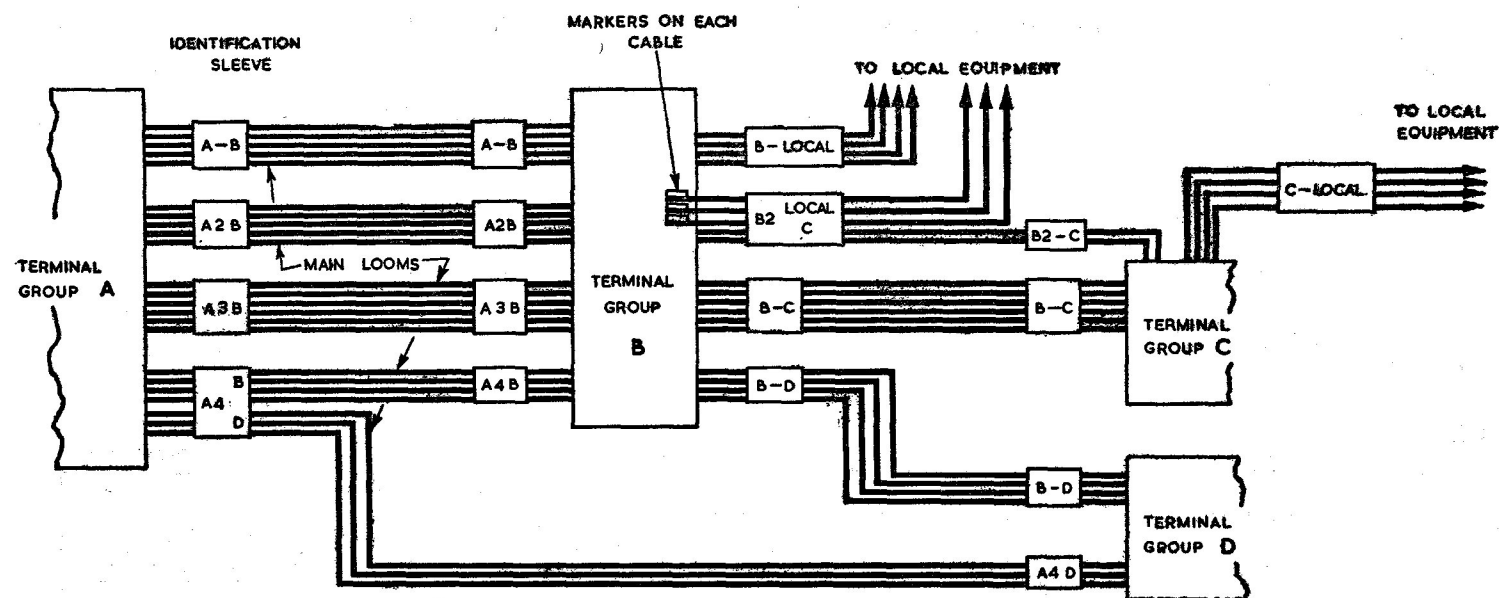 MARKERS ON EACH
CABLE
IDENTIFICATION
SLEEVE
TO LOCAL EQUIPMENT
TO LOCAL
EQUIPMENT
A-B
A-B
B-LOCAL
C-LOCAL
A2B
A2B
B2 LOCAL
C
B2-C
MAIN LOOMS
TERMINAL
GROUP A
TERMINAL
GROUP
B
A3B
A3B
B-C
B-C
TERMINAL
GROUP C
A4 B
D
A4B
B-D
B-D
TERMINAL
GROUP D
A4D